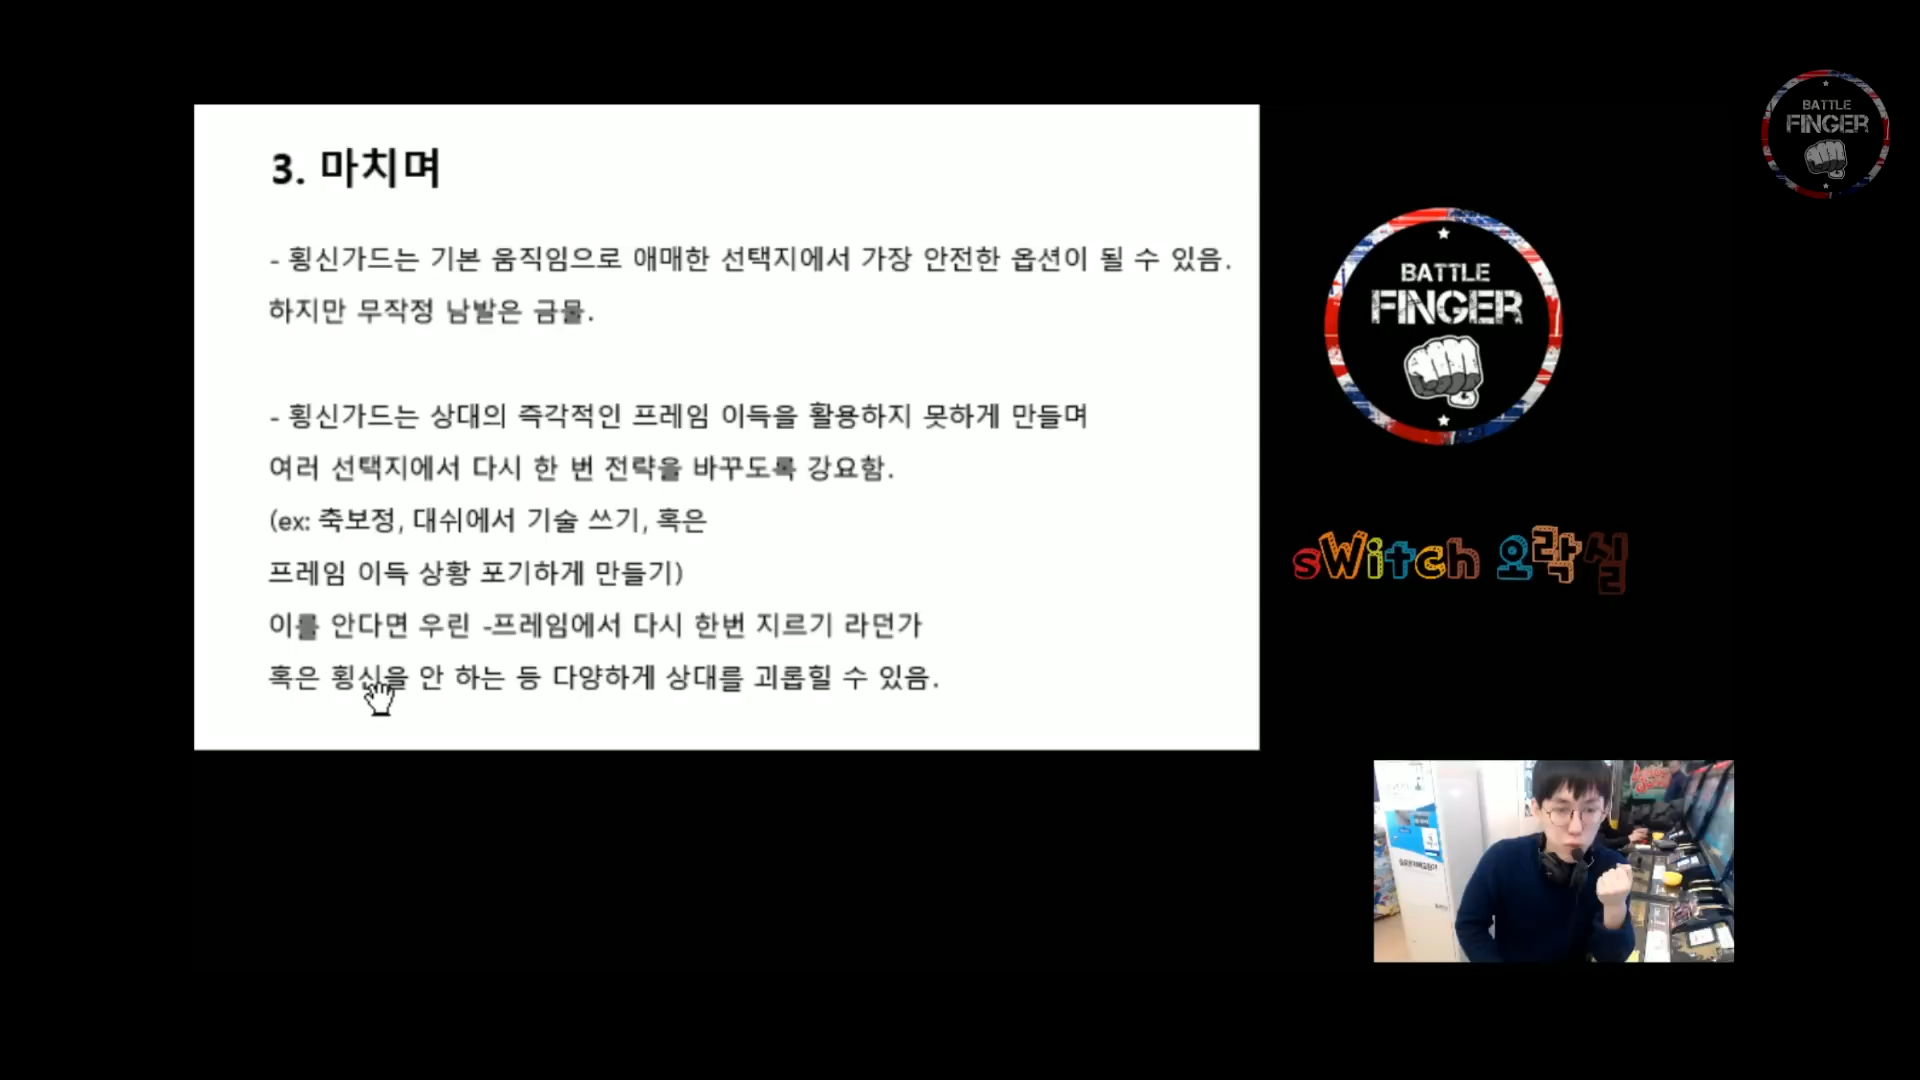 3. 마치며
- 횡신가드는 기본 움직임으로 애매한 선택지에서 가장 안전한 옵션이 될 수 있음.
하지만 무작정 남발은 금물.
- 횡신가드는 상대의 즉각적인 프레임 이득을 활용하지 못하게 만들며
여러 선택지에서 다시 한 번 전략을 바꾸도록 강요함.
(ex: 축보정, 대쉬에서 기술 쓰기, 혹은
프레임 이득 상황 포기하게 만들기)
이를 안다면 우린 -프레임에서 다시 한번 지르기 라던가
혹은 횡신을 안 하는 등 다양하게 상대를 괴롭힐 수 있음.
BATTLE
FINGER
sWitch 오락실
BATTLE
FINGER